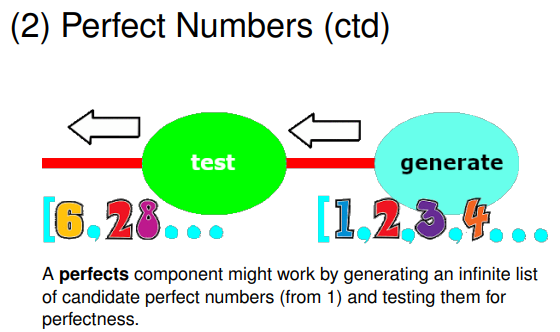 (2) Perfect Numbers (ctd)
test
generate
[6,28...
[1,2,3,4...
A perfects component might work by generating an infinite list
of candidate perfect numbers (from 1) and testing them for
perfectness.